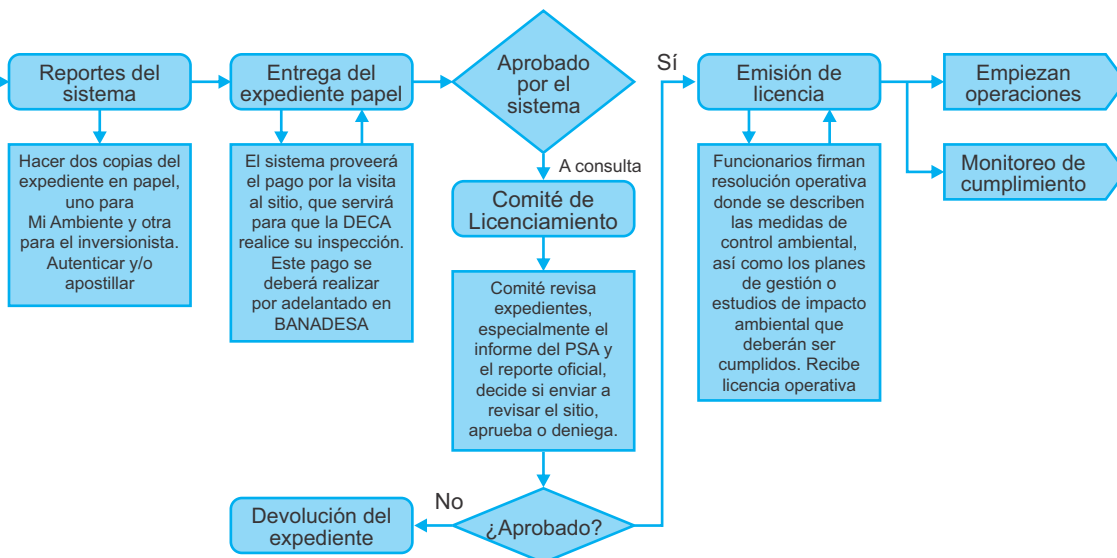 Reportes del
sistema
Hacer dos copias del
expediente en papel,
uno para
Mi Ambiente y otra
para el inversionista.
Autenticar y/o
apostillar
Entrega del
expediente papel
El sistema proveerá
el pago por la visita
al sitio, que servirá
para que la DECA
realice su inspección.
Este pago se
deberá realizar
por adelantado en
BANADESA
Aprobado
por el
sistema
A consulta
Comité de
Licenciamiento
Comité revisa
expedientes,
especialmente el
informe del PSA y
el reporte oficial,
decide si enviar a
revisar el sitio,
aprueba o deniega.
¿Aprobado?
No
Devolución del
expediente
Sí
Emisión de
licencia
Funcionarios firman
resolución operativa
donde se describen
las medidas de
control ambiental,
así como los planes
de gestión o
estudios de impacto
ambiental que
deberán ser
cumplidos. Recibe
licencia operativa
Empiezan
operaciones
Monitoreo de
cumplimiento